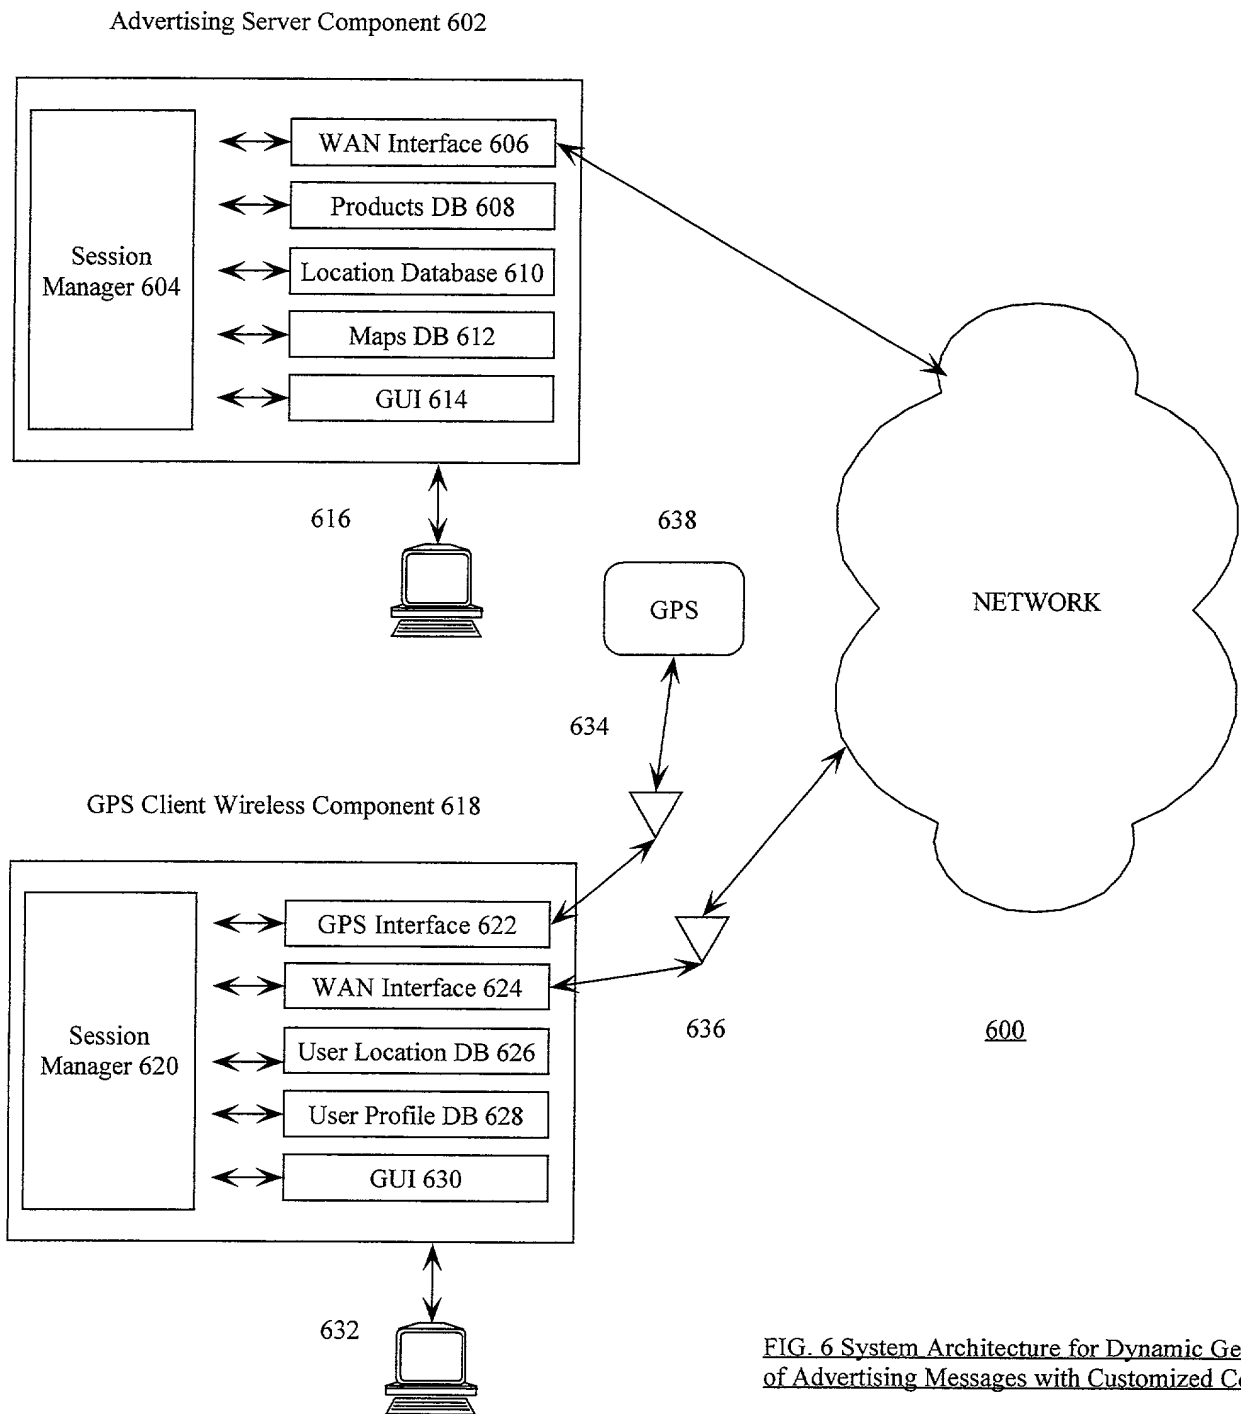 Advertising Server Component 602
Session
Manager 604
WAN Interface 606
Products DB 608
Location Database 610
Maps DB 612
GUI 614
616
638
GPS
NETWORK
634
GPS Client Wireless Component 618
Session
Manager 620
GPS Interface 622
WAN Interface 624
User Location DB 626
User Profile DB 628
GUI 630
636
600
632
FIG. 6 System Architecture for Dynamic Ge
of Advertising Messages with Customized C